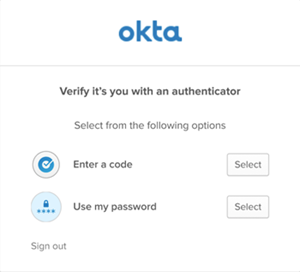 okta
Verify it's you with an authenticator
Select from the following options
Enter a code
Select
Use my password
Select
Sign out